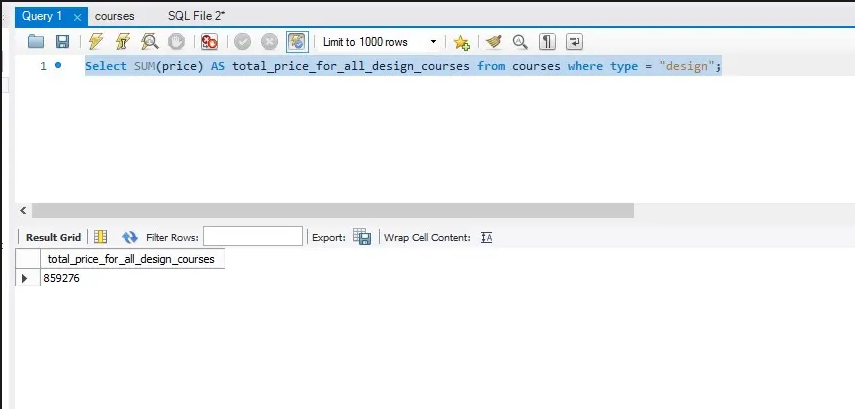 Query 1 × courses SQL File 2*
Limit to 1000 rows
1 Select SUM(price) AS total_price_for_all_design_courses from courses where type = "design";
Result Grid Filter Rows: Export: Wrap Cell Content:
total_price_for_all_design_courses
859276